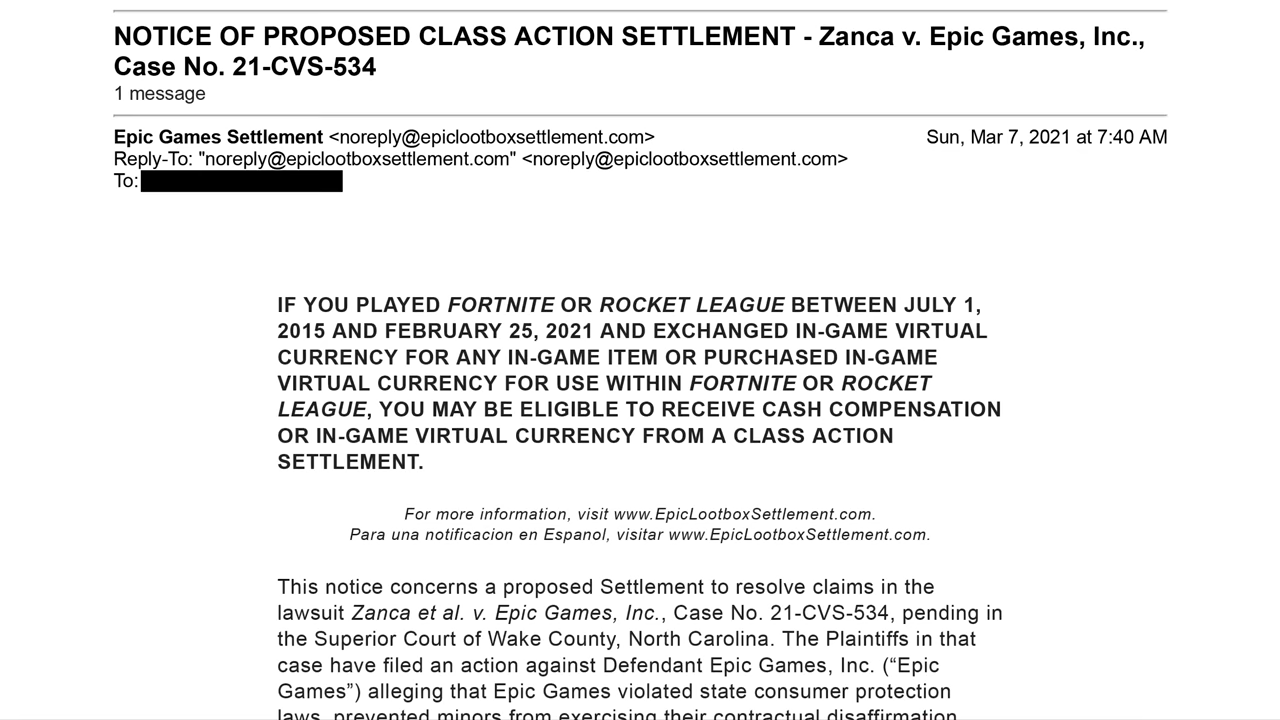 NOTICE OF PROPOSED CLASS ACTION SETTLEMENT - Zanca v. Epic Games, Inc.,
Case No. 21-CVS-534
1 message
Epic Games Settlement <noreply@epiclootboxsettlement.com> Sun, Mar 7, 2021 at 7:40 AM
Reply-To: "noreply@epiclootboxsettlement.com" <noreply@epiclootboxsettlement.com>
To:
IF YOU PLAYED FORTNITE OR ROCKET LEAGUE BETWEEN JULY 1,
2015 AND FEBRUARY 25, 2021 AND EXCHANGED IN-GAME VIRTUAL
CURRENCY FOR ANY IN-GAME ITEM OR PURCHASED IN-GAME
VIRTUAL CURRENCY FOR USE WITHIN FORTNITE OR ROCKET
LEAGUE, YOU MAY BE ELIGIBLE TO RECEIVE CASH COMPENSATION
OR IN-GAME VIRTUAL CURRENCY FROM A CLASS ACTION
SETTLEMENT.
For more information, visit www.EpicLootboxSettlement.com.
Para una notificacion en Espanol, visitar www.EpicLootboxSettlement.com.
This notice concerns a proposed Settlement to resolve claims in the
lawsuit Zanca et al. v. Epic Games, Inc., Case No. 21-CVS-534, pending in
the Superior Court of Wake County, North Carolina. The Plaintiffs in that
case have filed an action against Defendant Epic Games, Inc. (“Epic
Games”) alleging that Epic Games violated state consumer protection
laws, prevented minors from exercising their contractual disaffirmation